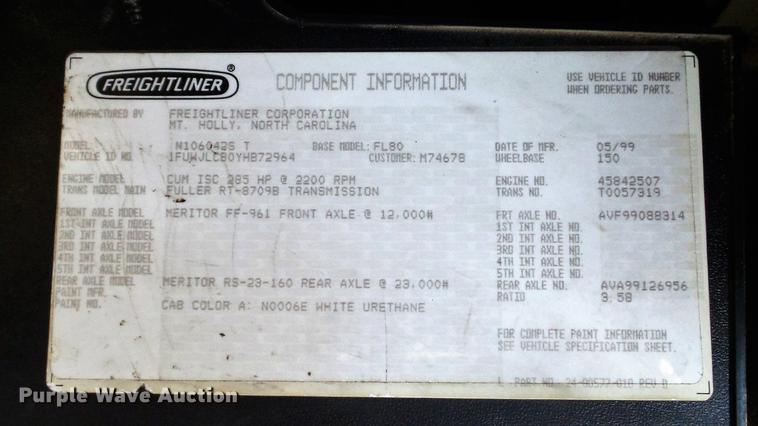 FREIGHTLINER ® COMPONENT INFORMATION USE VEHICLE ID NUMBER
WHEN ORDERING PARTS.
MANUFACTURED BY FREIGHTLINER CORPORATION
MT. HOLLY, NORTH CAROLINA
MODEL N106042S T BASE MODEL: FL80 DATE OF MFR. 05/99
VEHICLE ID NO. 1FUWJLCB0YHB72964 CUSTOMER: M7467B WHEELBASE 150
ENGINE MODEL CUM ISC 285 HP @ 2200 RPM ENGINE NO. 45842507
TRANS MODEL MAIN FULLER RT-8709B TRANSMISSION TRANS NO. T0057319
FRONT AXLE MODEL MERITOR FF-961 FRONT AXLE @ 12,000# FRT AXLE NO. AVF99088314
1ST INT AXLE MODEL 1ST INT AXLE NO.
2ND INT AXLE MODEL 2ND INT AXLE NO.
3RD INT AXLE MODEL 3RD INT AXLE NO.
4TH INT AXLE MODEL 4TH INT AXLE NO.
5TH INT AXLE MODEL 5TH INT AXLE NO.
REAR AXLE MODEL MERITOR RS-23-160 REAR AXLE @ 23,000# REAR AXLE NO. AVA99126956
PAINT MFR. RATIO 3.58
PAINT NO. CAB COLOR A: N0006E WHITE URETHANE
FOR COMPLETE PAINT INFORMATION
SEE VEHICLE SPECIFICATION SHEET.
PART NO. 24-00577-010 REV D
Purple Wave Auction